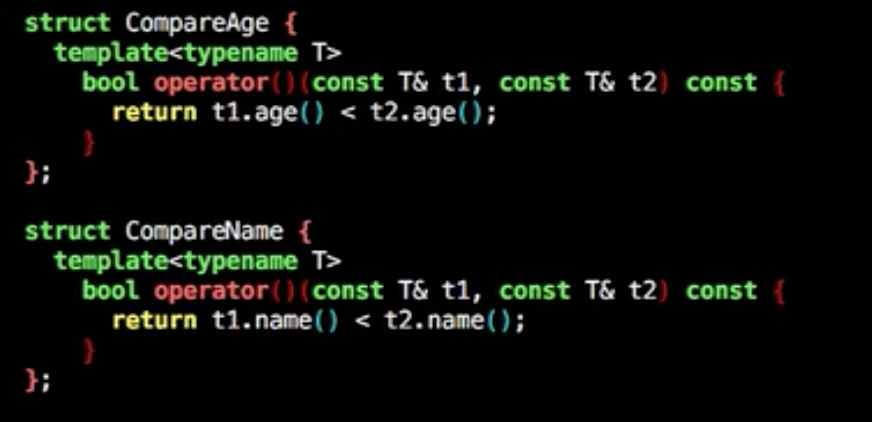 struct CompareAge {
  template<typename T>
    bool operator()(const T& t1, const T& t2) const {
      return t1.age() < t2.age();
    }
};

struct CompareName {
  template<typename T>
    bool operator()(const T& t1, const T& t2) const {
      return t1.name() < t2.name();
    }
};